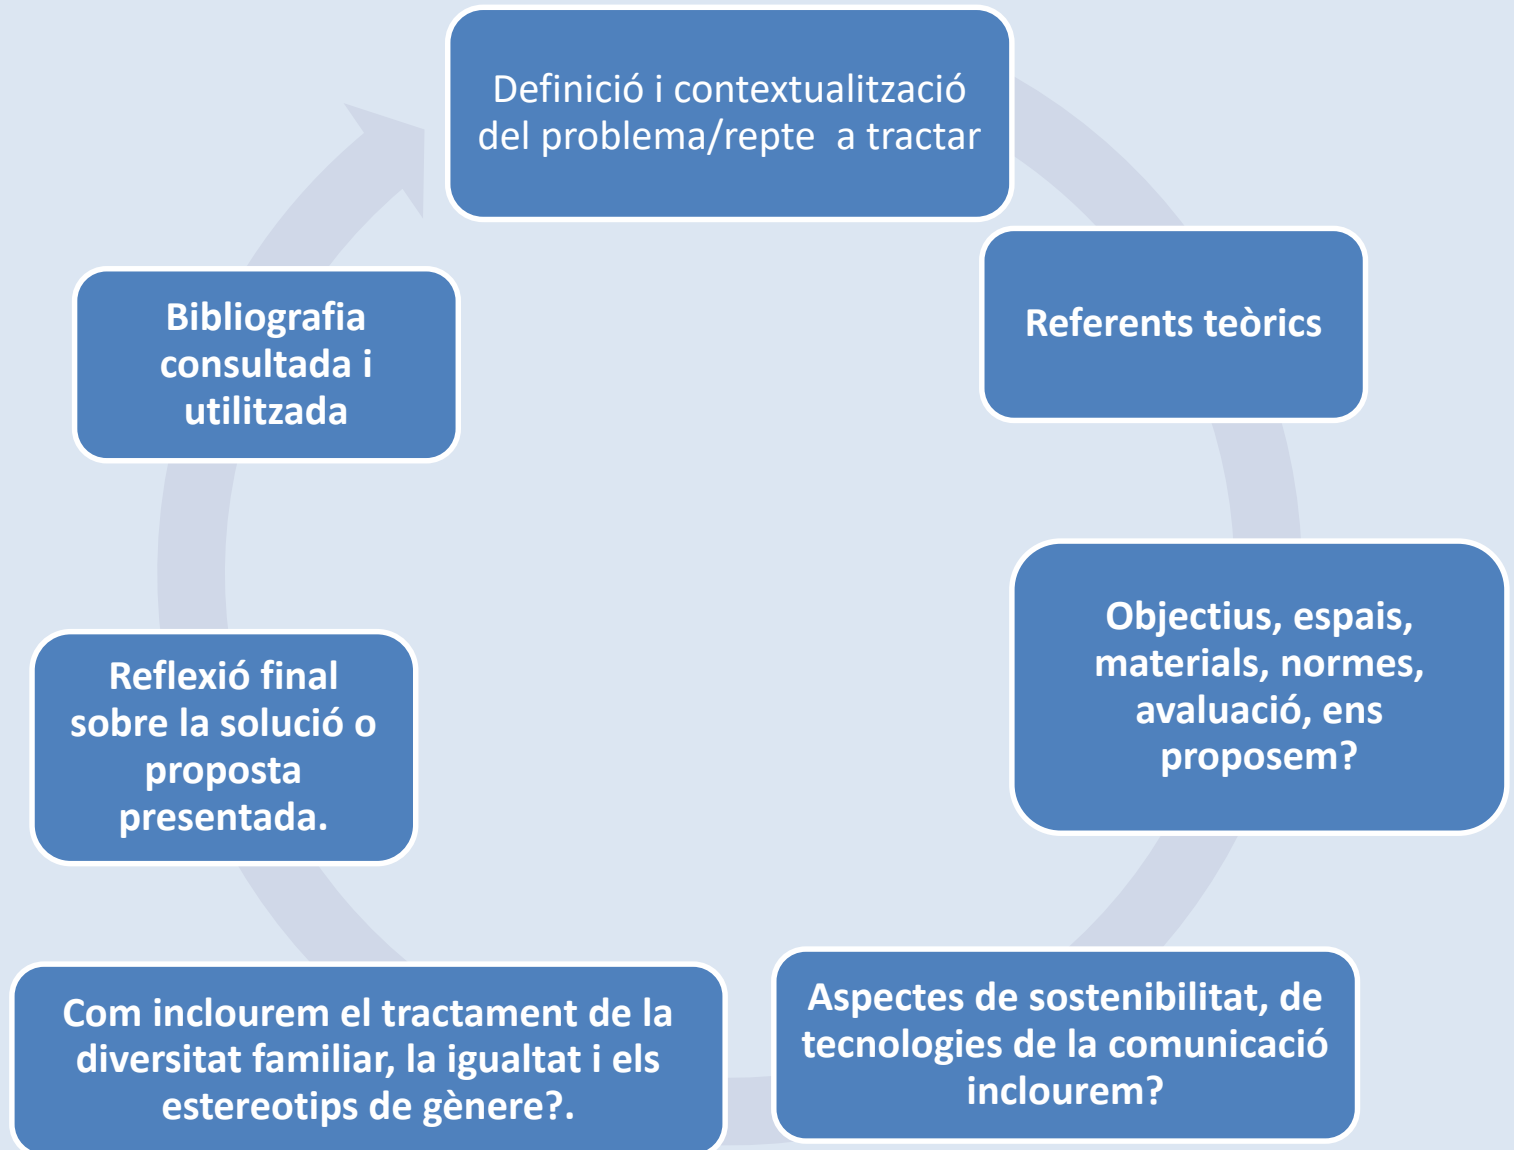 Definició i contextualització
del problema/repte  a tractar
Referents teòrics
Objectius, espais,
materials, normes,
avaluació, ens
proposem?
Aspectes de sostenibilitat, de
tecnologies de la comunicació
inclourem?
Com inclourem el tractament de la
diversitat familiar, la igualtat i els
estereotips de gènere?.
Reflexió final
sobre la solució o
proposta
presentada.
Bibliografia
consultada i
utilitzada